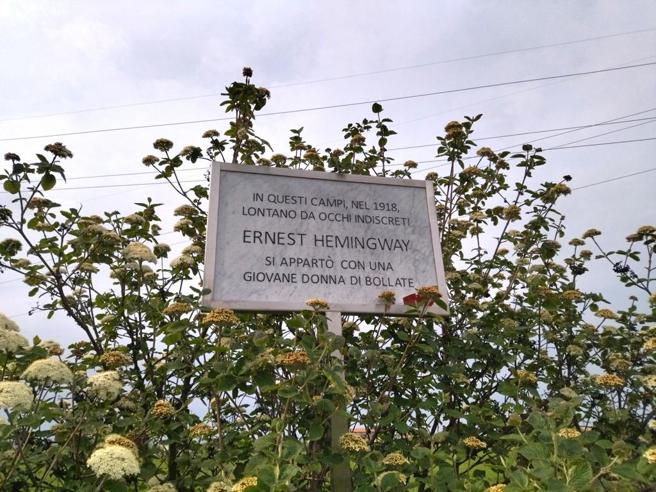 IN QUESTI CAMPI, NEL 1918,
LONTANO DA OCCHI INDISCRETI
ERNEST HEMINGWAY
SI APPARTÒ CON UNA
GIOVANE DONNA DI BOLLATE